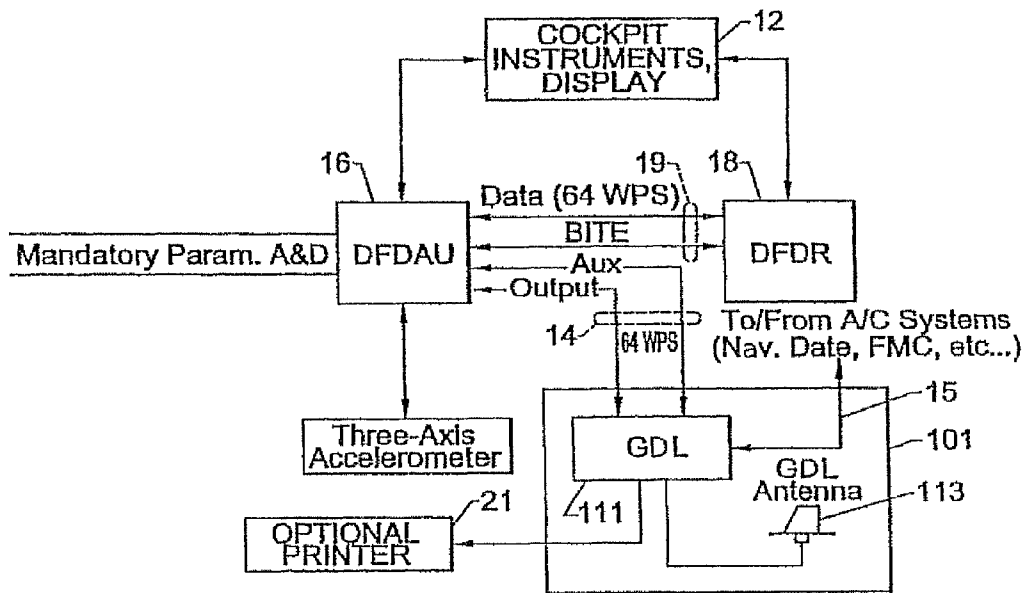 12
COCKPIT
INSTRUMENTS,
DISPLAY
16
19
18
Data (64 WPS)
Mandatory Param. A&D
DFDAU
BITE
DFDR
Aux
Output
14
64 WPS
To/From A/C Systems
(Nav. Date, FMC, etc...)
15
101
Three-Axis
Accelerometer
GDL
GDL
Antenna
113
111
21
OPTIONAL
PRINTER